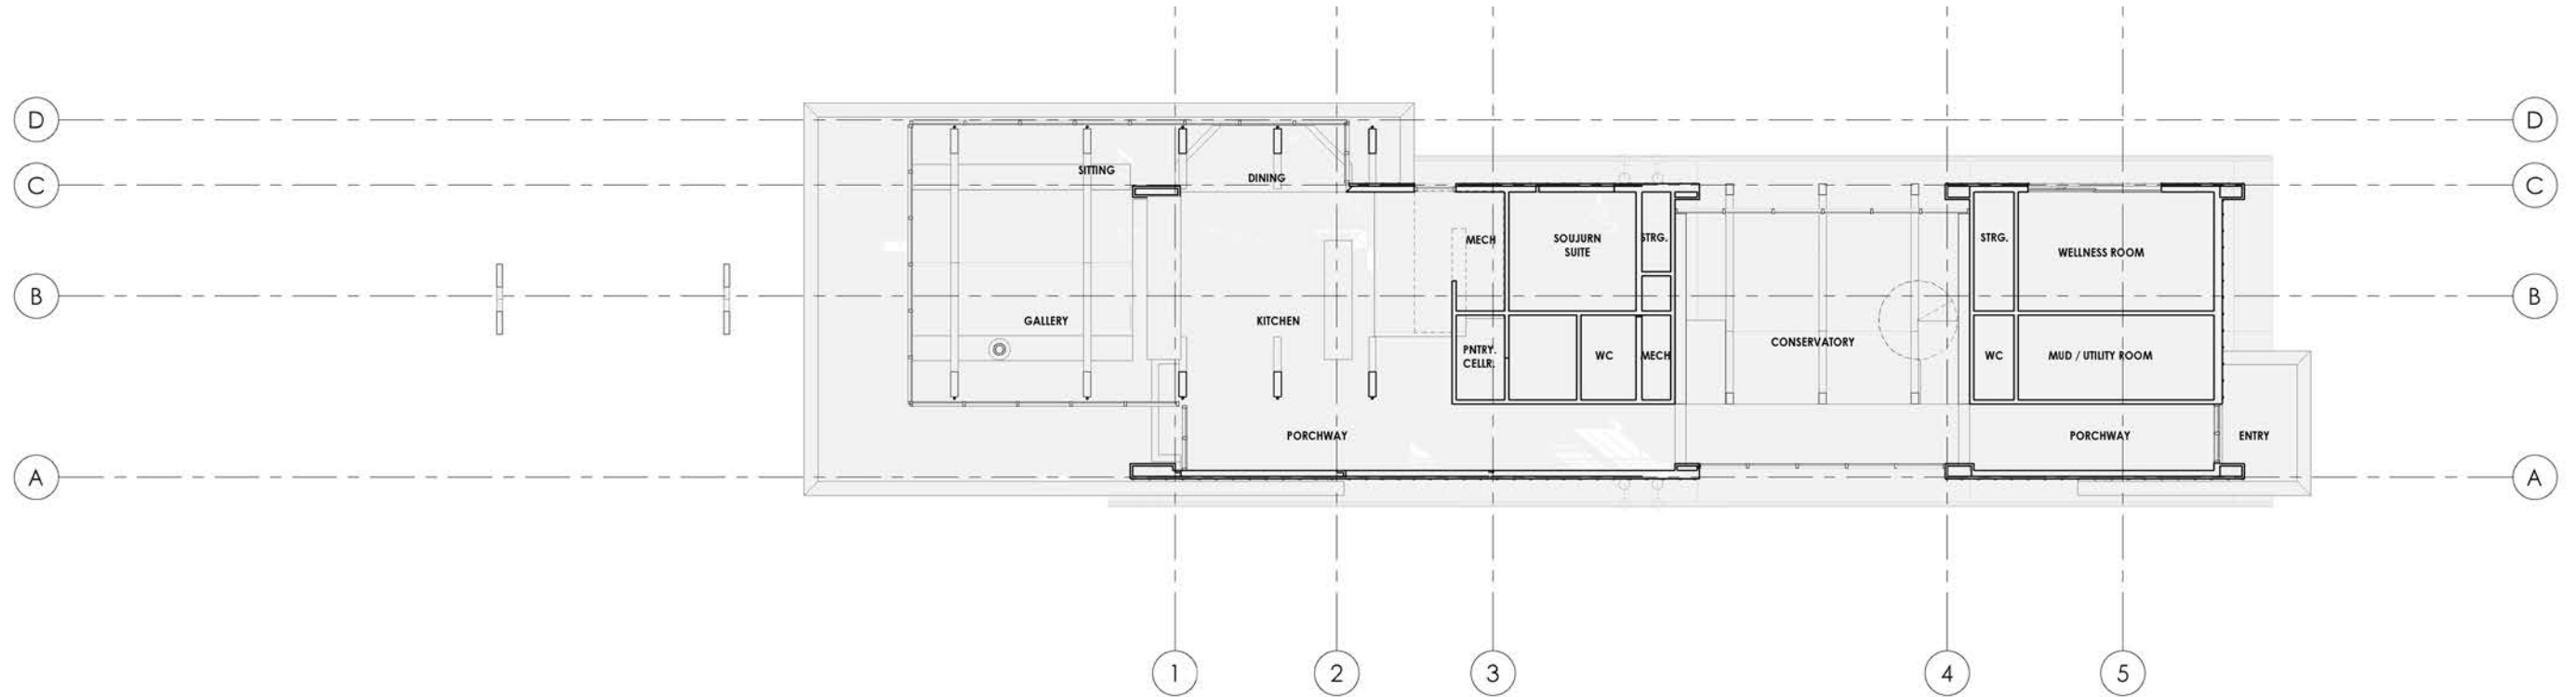 D
D
SITTING
DINING
C
C
MECH
SOUJURN
SUITE
STRG.
STRG.
WELLNESS ROOM
B
B
GALLERY
KITCHEN
PNTRY.
CELLR.
WC
MECH
CONSERVATORY
WC
MUD / UTILITY ROOM
PORCHWAY
PORCHWAY
ENTRY
A
A
1
2
3
4
5